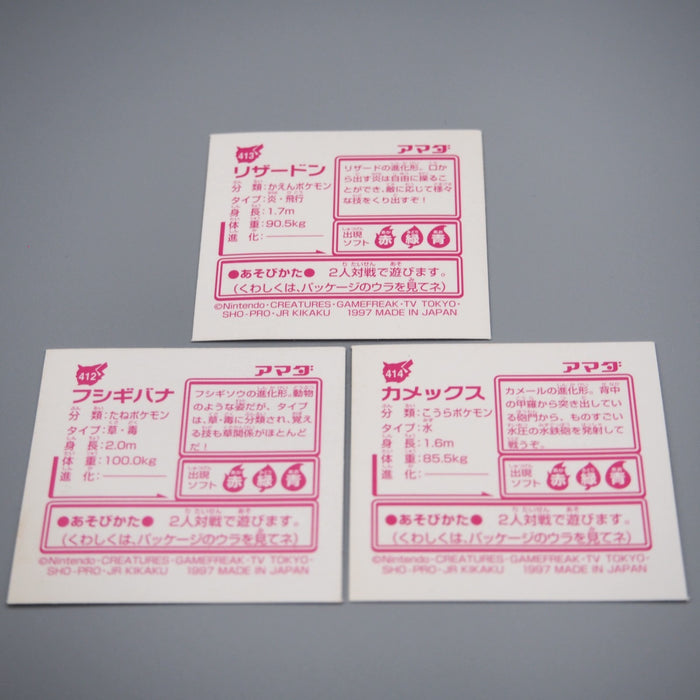 413
アマダ
リザードン
分類:かえんポケモン
タイプ:炎・飛行
身長:1.7m
体重:90.5kg
進化:――――
リザードの進化形。口か
ら出す炎は自由に操るこ
とができ、敵に応じて様々
な技をくり出すぞ!
出現
ソフト
赤 緑 青
●あそびかた● 2人対戦で遊びます。
(くわしくは、パッケージのウラを見てネ)
©Nintendo・CREATURES・GAMEFREAK・TV TOKYO・
SHO-PRO・JR KIKAKU 1997 MADE IN JAPAN
412
アマダ
フシギバナ
分類:たねポケモン
タイプ:草・毒
身長:2.0m
体重:100.0kg
進化:――――
フシギソウの進化形。動物
のような姿だが、タイプ
は、草・毒に分類され、覚え
る技も草関係がほとんど
だ!
出現
ソフト
赤 緑 青
●あそびかた● 2人対戦で遊びます。
(くわしくは、パッケージのウラを見てネ)
©Nintendo・CREATURES・GAMEFREAK・TV TOKYO・
SHO-PRO・JR KIKAKU 1997 MADE IN JAPAN
414
アマダ
カメックス
分類:こうらポケモン
タイプ:水
身長:1.6m
体重:85.5kg
進化:――――
カメールの進化形。背中
の甲羅から突き出してい
る砲門から、ものすごい
水圧の水鉄砲を発射して
戦うぞ。
出現
ソフト
赤 緑 青
●あそびかた● 2人対戦で遊びます。
(くわしくは、パッケージのウラを見てネ)
©Nintendo・CREATURES・GAMEFREAK・TV TOKYO・
SHO-PRO・JR KIKAKU 1997 MADE IN JAPAN